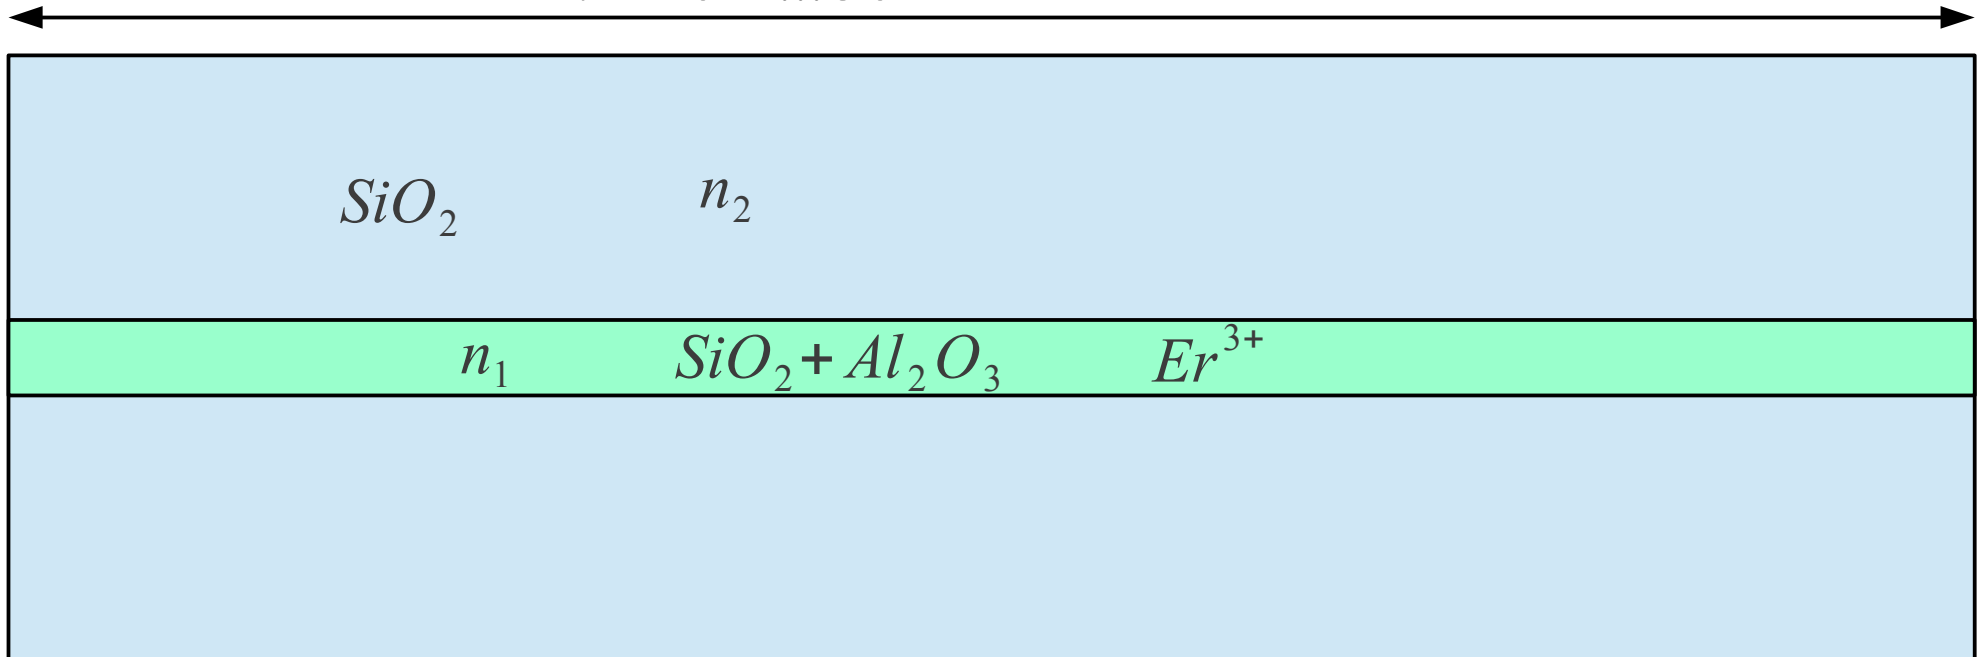 SiO₂ n₂
n₁ SiO₂+Al₂O₃ Er³⁺